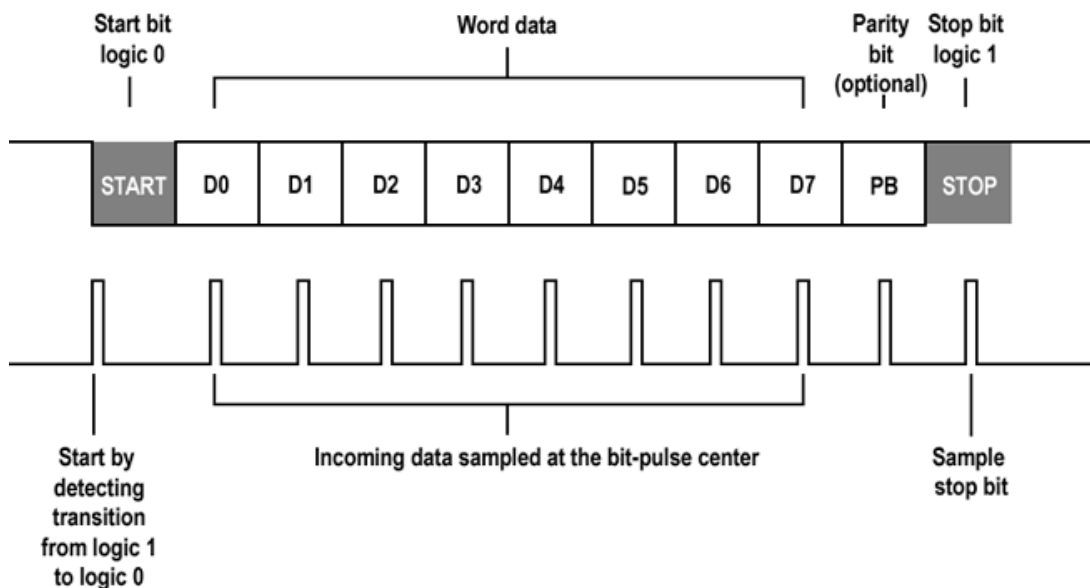 Start bit
logic 0
Word data
Parity
bit
(optional)
Stop bit
logic 1
START
D0
D1
D2
D3
D4
D5
D6
D7
PB
STOP
Start by
detecting
transition
from logic 1
to logic 0
Incoming data sampled at the bit-pulse center
Sample
stop bit